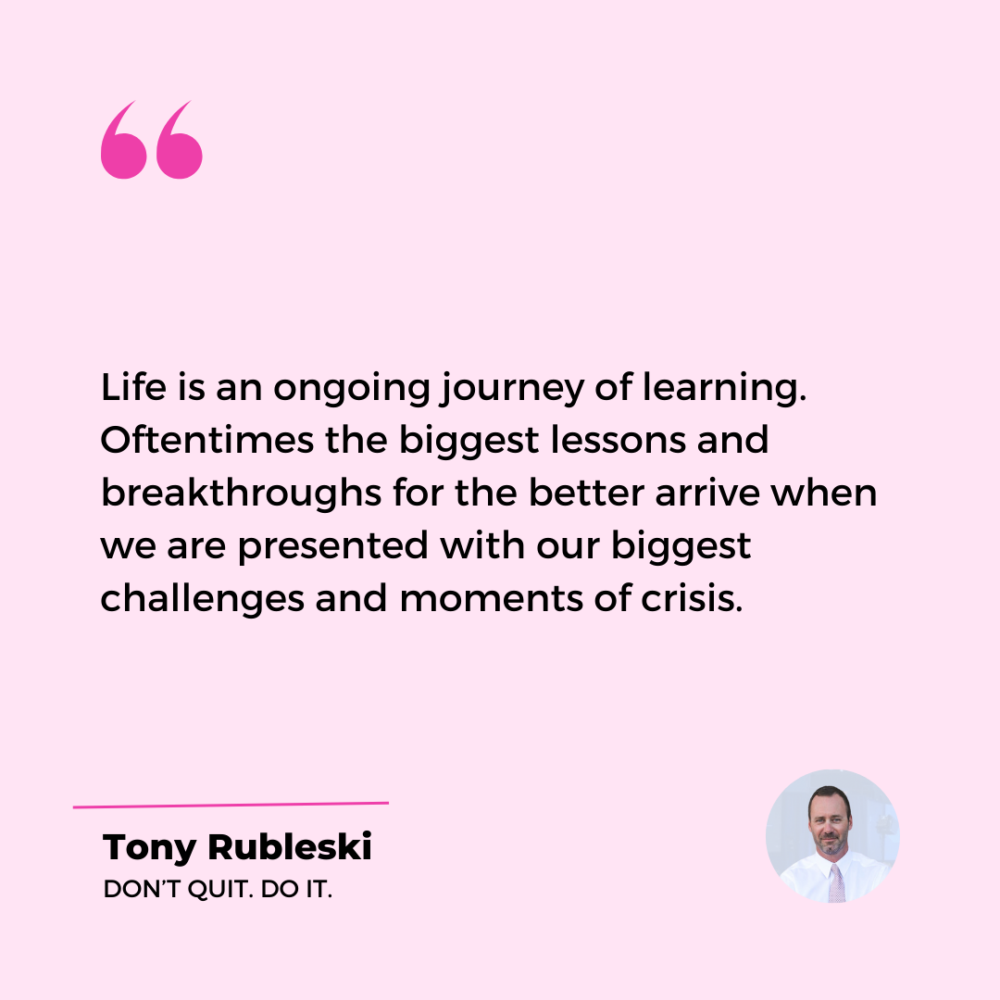 “
Life is an ongoing journey of learning.
Oftentimes the biggest lessons and
breakthroughs for the better arrive when
we are presented with our biggest
challenges and moments of crisis.
Tony Rubleski
DON’T QUIT. DO IT.